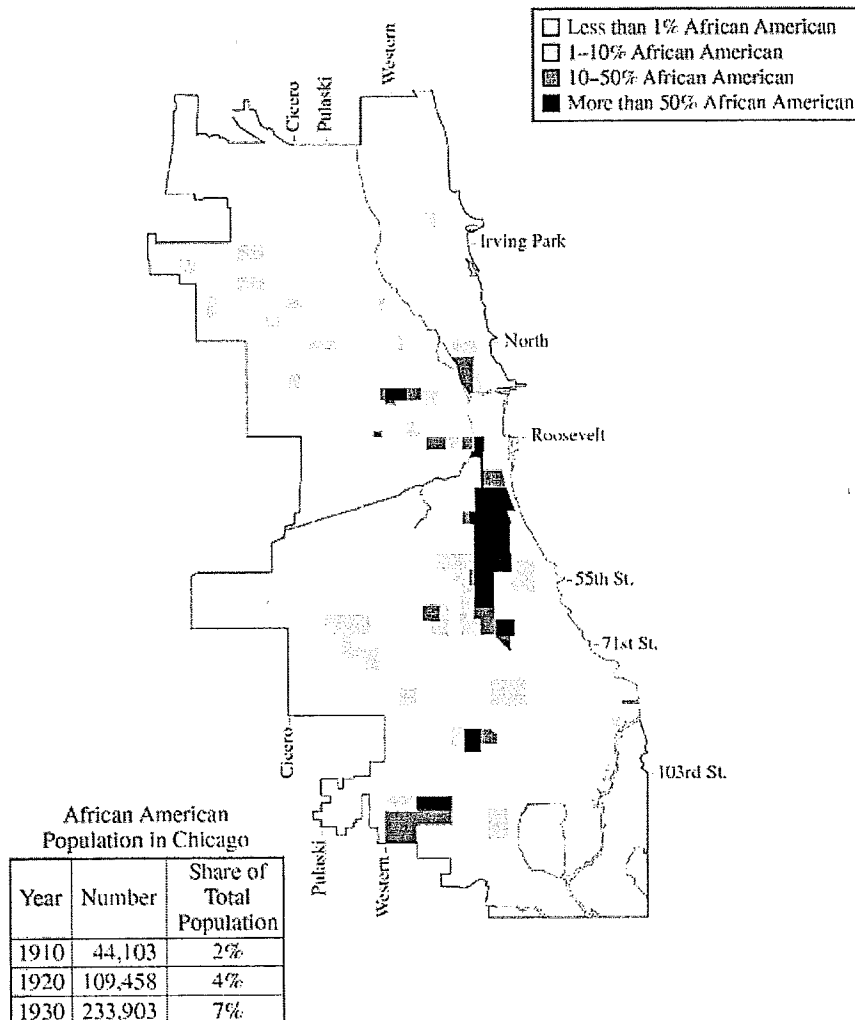 Less than 1% African American
1–10% African American
10–50% African American
More than 50% African American
Western
Cicero
Pulaski
Irving Park
North
Roosevelt
55th St.
71st St.
103rd St.
Cicero
Pulaski
Western
African American
Population in Chicago
Year Number Share of Total Population
1910 44,103 2%
1920 109,458 4%
1930 233,903 7%